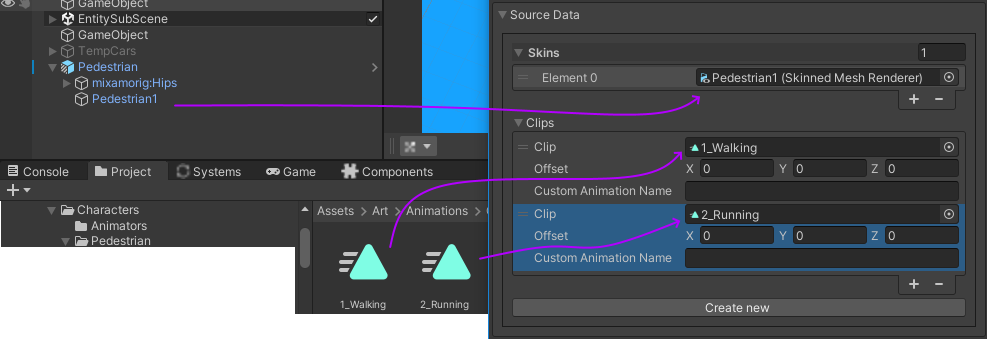 GameObject
EntitySubScene
GameObject
TempCars
Pedestrian
mixamorig:Hips
Pedestrian1
Console
Project
Systems
Game
Components
Characters
Animators
Pedestrian
Assets > Art > Animations >
1_Walking
2_Running
Source Data
Skins 1
Element 0 Pedestrian1 (Skinned Mesh Renderer)
Clips
Clip 1_Walking
Offset X 0 Y 0 Z 0
Custom Animation Name
Clip 2_Running
Offset X 0 Y 0 Z 0
Custom Animation Name
Create new